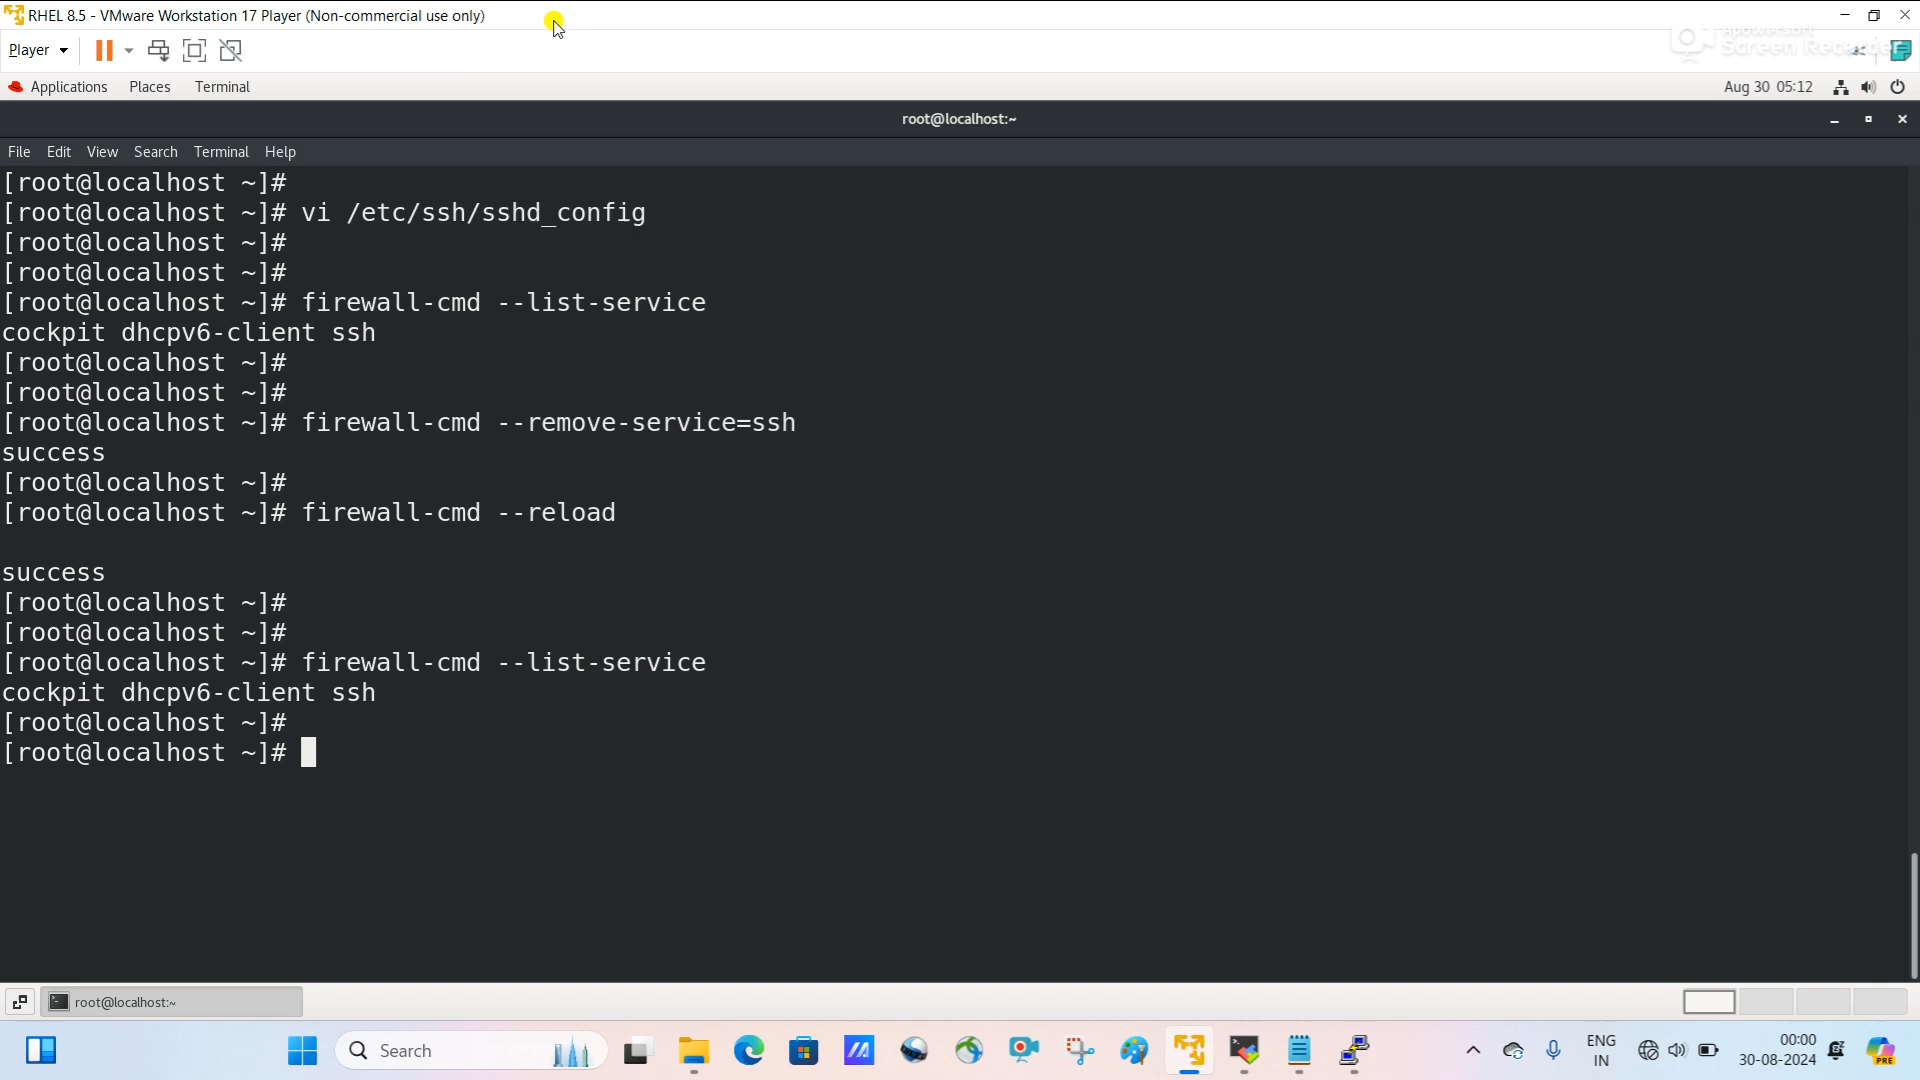 RHEL 8.5 - VMware Workstation 17 Player (Non-commercial use only)
Player
Apowersoft
Screen Recorder
Applications Places Terminal Aug 30 05:12
root@localhost:~
File Edit View Search Terminal Help
[root@localhost ~]#
[root@localhost ~]# vi /etc/ssh/sshd_config
[root@localhost ~]#
[root@localhost ~]#
[root@localhost ~]# firewall-cmd --list-service
cockpit dhcpv6-client ssh
[root@localhost ~]#
[root@localhost ~]#
[root@localhost ~]# firewall-cmd --remove-service=ssh
success
[root@localhost ~]#
[root@localhost ~]# firewall-cmd --reload
success
[root@localhost ~]#
[root@localhost ~]#
[root@localhost ~]# firewall-cmd --list-service
cockpit dhcpv6-client ssh
[root@localhost ~]#
[root@localhost ~]#
root@localhost:~
Search
ENG
IN
00:00
30-08-2024
PRE